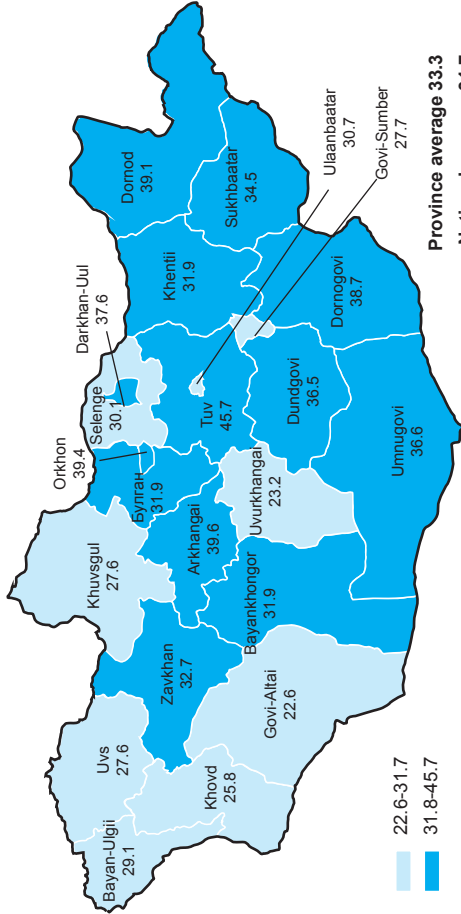 Bayan-Ulgii
29.1
Uvs
27.6
Khovd
25.8
Govi-Altai
22.6
Zavkhan
32.7
Khuvsgul
27.6
Bayankhongor
31.9
Arkhangai
39.6
Булган
31.9
Orkhon
39.4
Selenge
30.1
Darkhan-Uul
37.6
Uvurkhangai
23.2
Tuv
45.7
Umnugovi
36.6
Dundgovi
36.5
Dornogovi
38.7
Khentii
31.9
Dornod
39.1
Sukhbaatar
34.5
Ulaanbaatar
30.7
Govi-Sumber
27.7
22.6-31.7
31.8-45.7
Province average 33.3